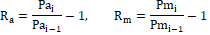 Rₐ = Paᵢ / Paᵢ₋₁ − 1,   Rₘ = Pmᵢ / Pmᵢ₋₁ − 1